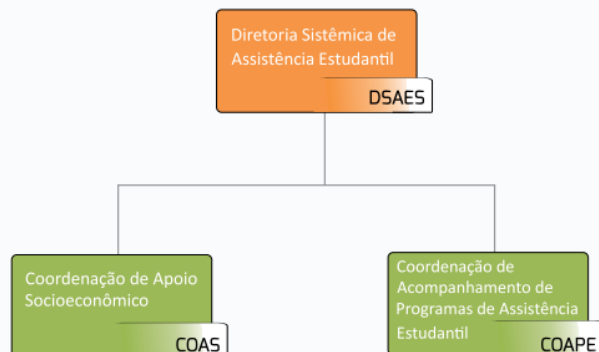 Diretoria Sistêmica de
Assistência Estudantil
DSAES
Coordenação de Apoio
Socioeconômico
COAS
Coordenação de
Acompanhamento de
Programas de Assistência
Estudantil
COAPE